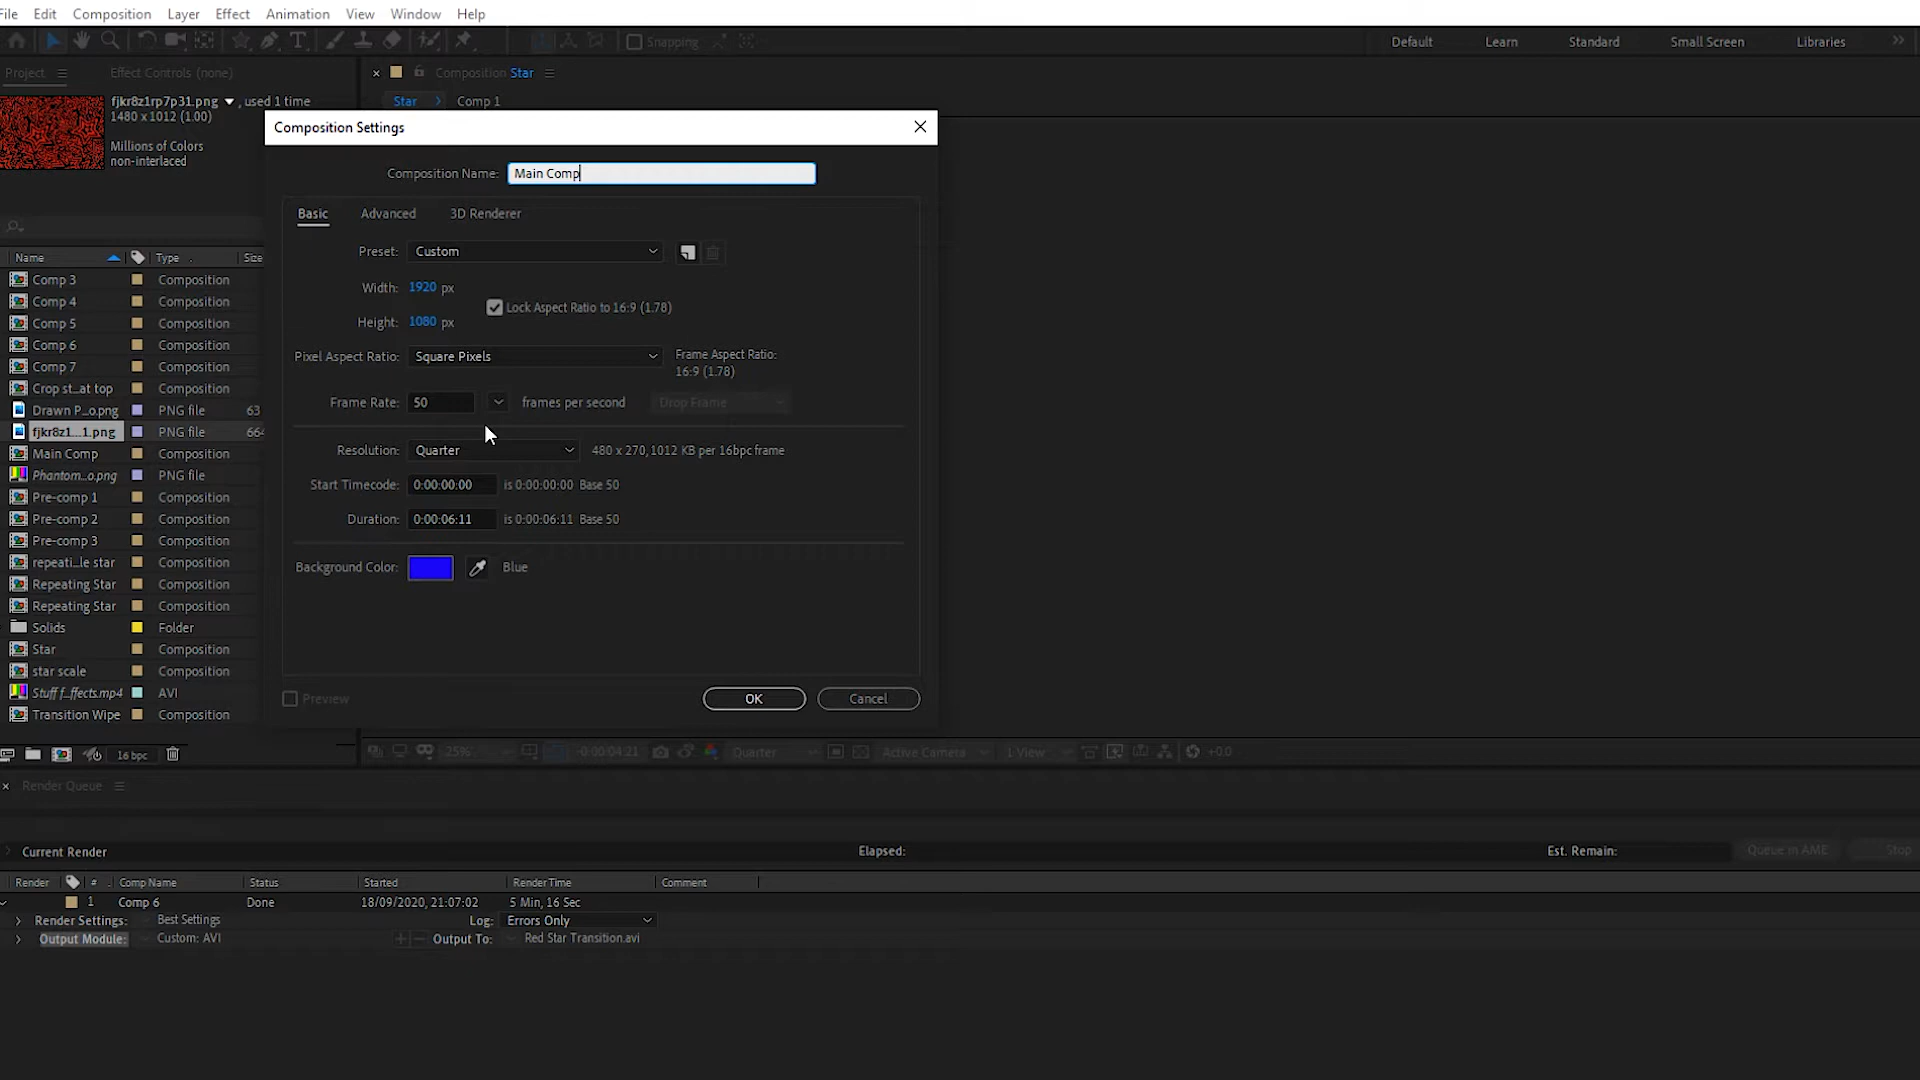 File Edit Composition Layer Effect Animation View Window Help
Snapping Default Learn Standard Small Screen Libraries
Project Effect Controls (none) Composition Star
fjkr8z1rp7p31.png , used 1 time Star Comp 1
1480 x 1012 (1.00)
Millions of Colors
non-interlaced
Composition Settings
Composition Name: Main Comp
Basic Advanced 3D Renderer
Preset: Custom
Width: 1920 px
Lock Aspect Ratio to 16:9 (1.78)
Height: 1080 px
Pixel Aspect Ratio: Square Pixels Frame Aspect Ratio:
16:9 (1.78)
Frame Rate: 50 frames per second Drop Frame
Resolution: Quarter 480 x 270, 1012 KB per 16bpc frame
Start Timecode: 0:00:00:00 is 0:00:00:00 Base 50
Duration: 0:00:06:11 is 0:00:06:11 Base 50
Background Color: Blue
Preview OK Cancel
Name Type Size
Comp 3 Composition
Comp 4 Composition
Comp 5 Composition
Comp 6 Composition
Comp 7 Composition
Crop st...at top Composition
Drawn P...o.png PNG file 63
fjkr8z1...1.png PNG file 664
Main Comp Composition
Phantom...o.png PNG file
Pre-comp 1 Composition
Pre-comp 2 Composition
Pre-comp 3 Composition
repeati...le star Composition
Repeating Star Composition
Repeating Star Composition
Solids Folder
Star Composition
star scale Composition
Stuff f...ffects.mp4 AVI
Transition Wipe Composition
16 bpc 25% -0:00:04:21 Quarter Active Camera 1 View +0.0
Render Queue
Current Render Elapsed: Est. Remain: Queue in AME Stop
Render # Comp Name Status Started Render Time Comment
1 Comp 6 Done 18/09/2020, 21:07:02 5 Min, 16 Sec
Render Settings: Best Settings Log: Errors Only
Output Module: Custom: AVI Output To: Red Star Transition.avi